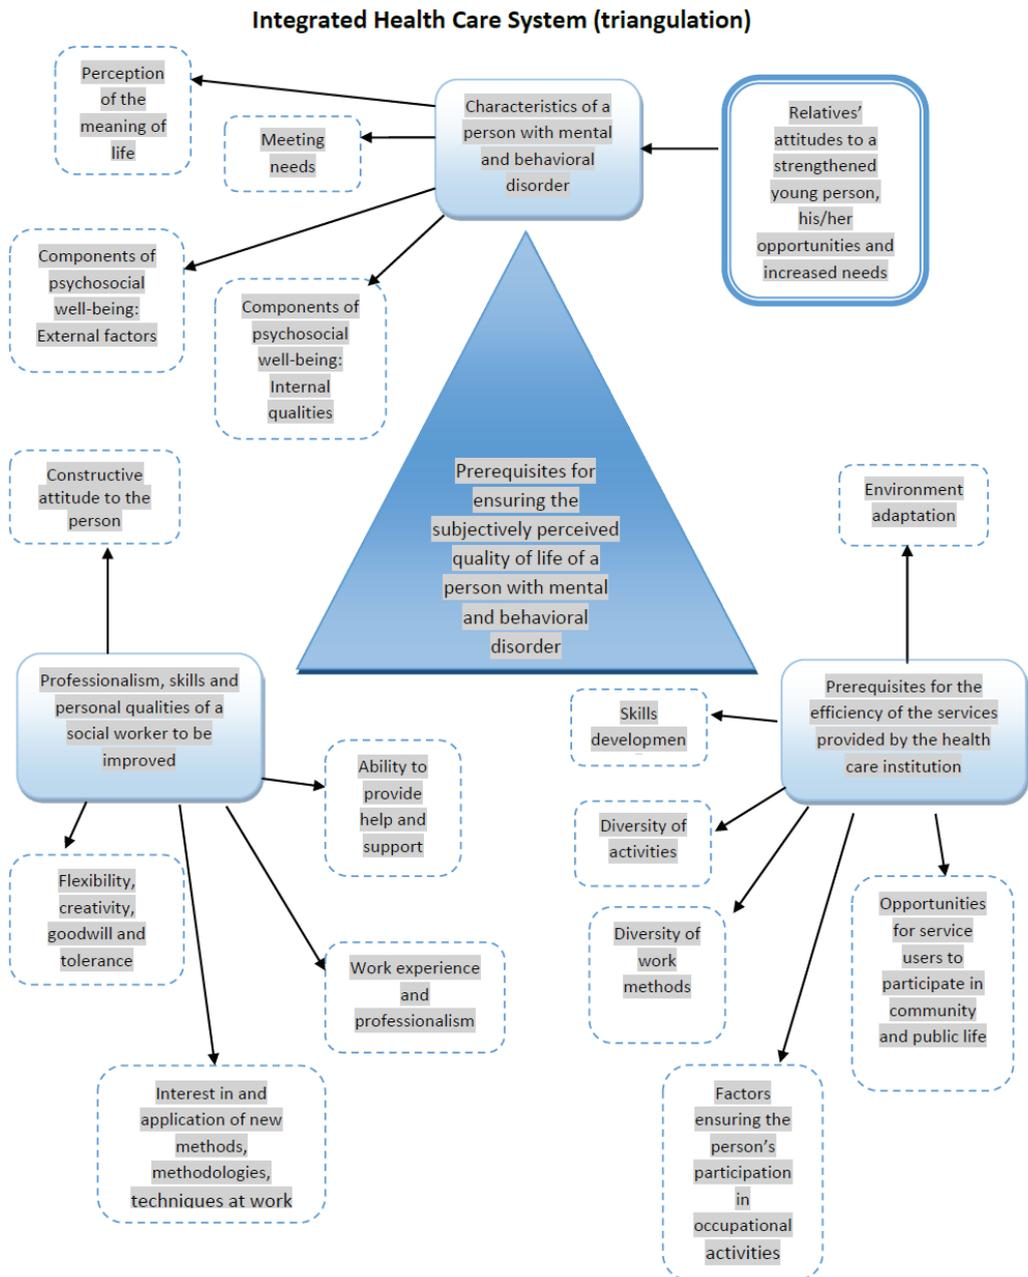 Integrated Health Care System (triangulation)
Perception
of the
meaning of
life
Meeting
needs
Characteristics of a
person with mental
and behavioral
disorder
Relatives’
attitudes to a
strengthened
young person,
his/her
opportunities and
increased needs
Components of
psychosocial
well-being:
External factors
Components of
psychosocial
well-being:
Internal
qualities
Constructive
attitude to the
person
Prerequisites for
ensuring the
subjectively perceived
quality of life of a
person with mental
and behavioral
disorder
Environment
adaptation
Professionalism, skills and
personal qualities of a
social worker to be
improved
Prerequisites for the
efficiency of the services
provided by the health
care institution
Skills
developmen
Ability to
provide
help and
support
Diversity of
activities
Flexibility,
creativity,
goodwill and
tolerance
Work experience
and
professionalism
Diversity of
work
methods
Opportunities
for service
users to
participate in
community
and public life
Interest in and
application of new
methods,
methodologies,
techniques at work
Factors
ensuring the
person’s
participation
in
occupational
activities